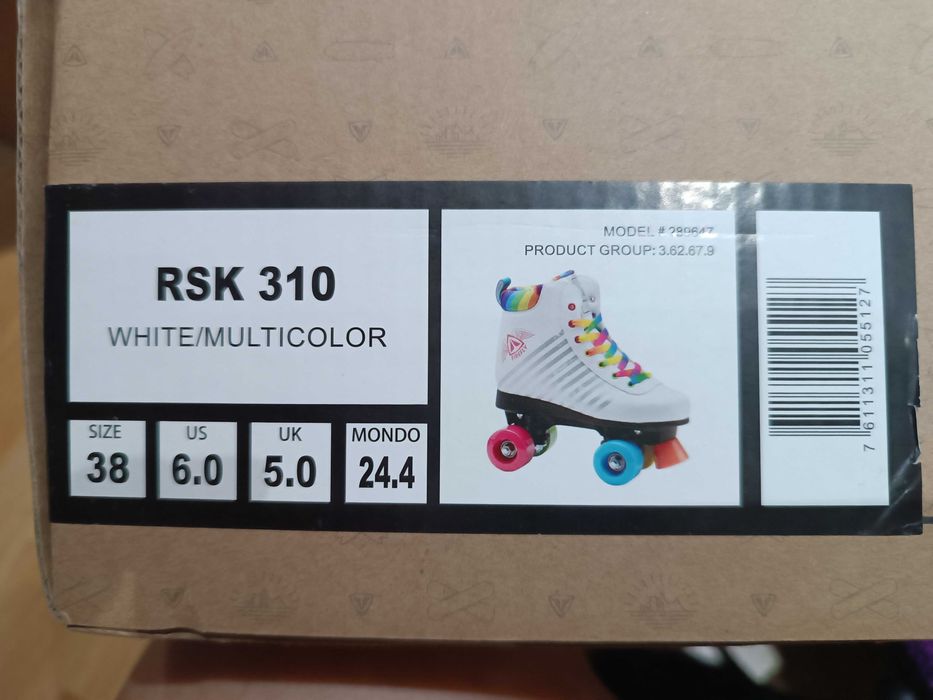 RSK 310
WHITE/MULTICOLOR
SIZE
38
US
6.0
UK
5.0
MONDO
24.4
MODEL # 289647
PRODUCT GROUP: 3.62.67.9
FIREFLY
7 611311 055127